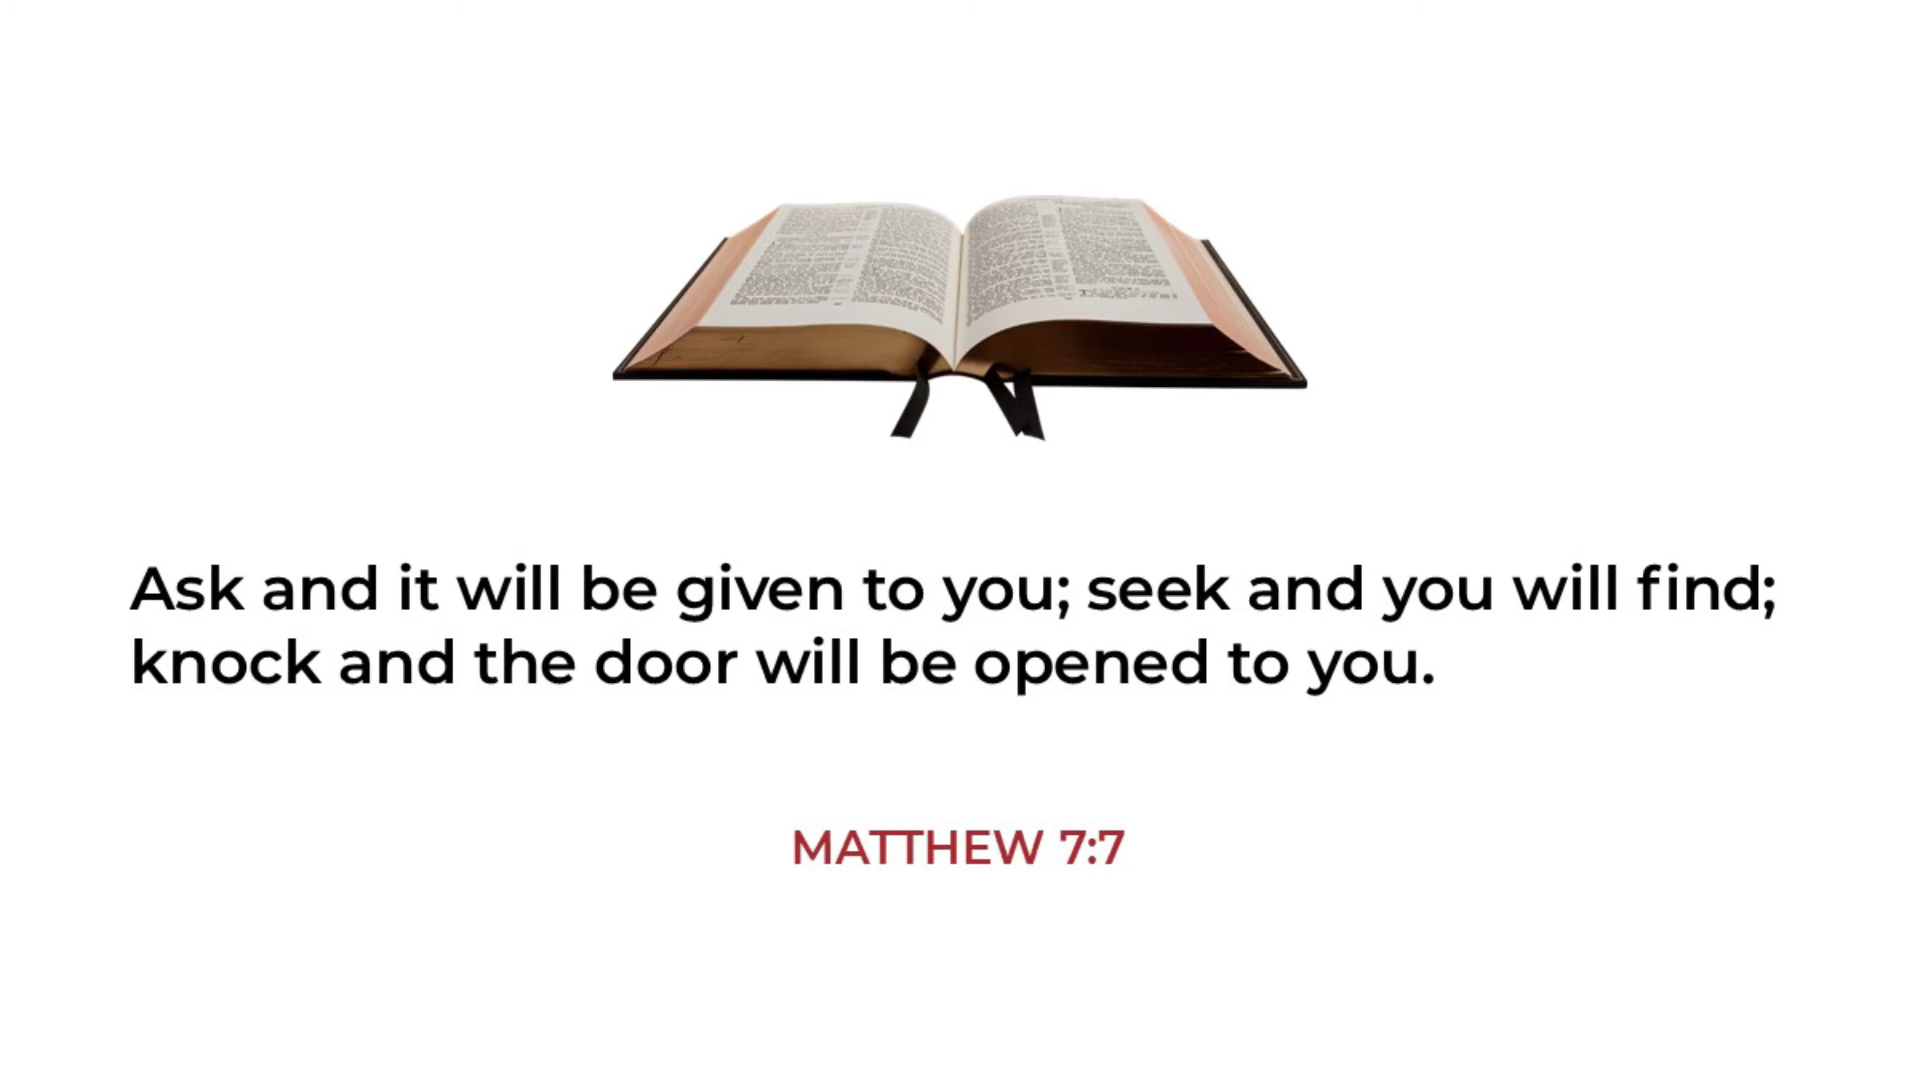 Ask and it will be given to you; seek and you will find;
knock and the door will be opened to you.
MATTHEW 7:7